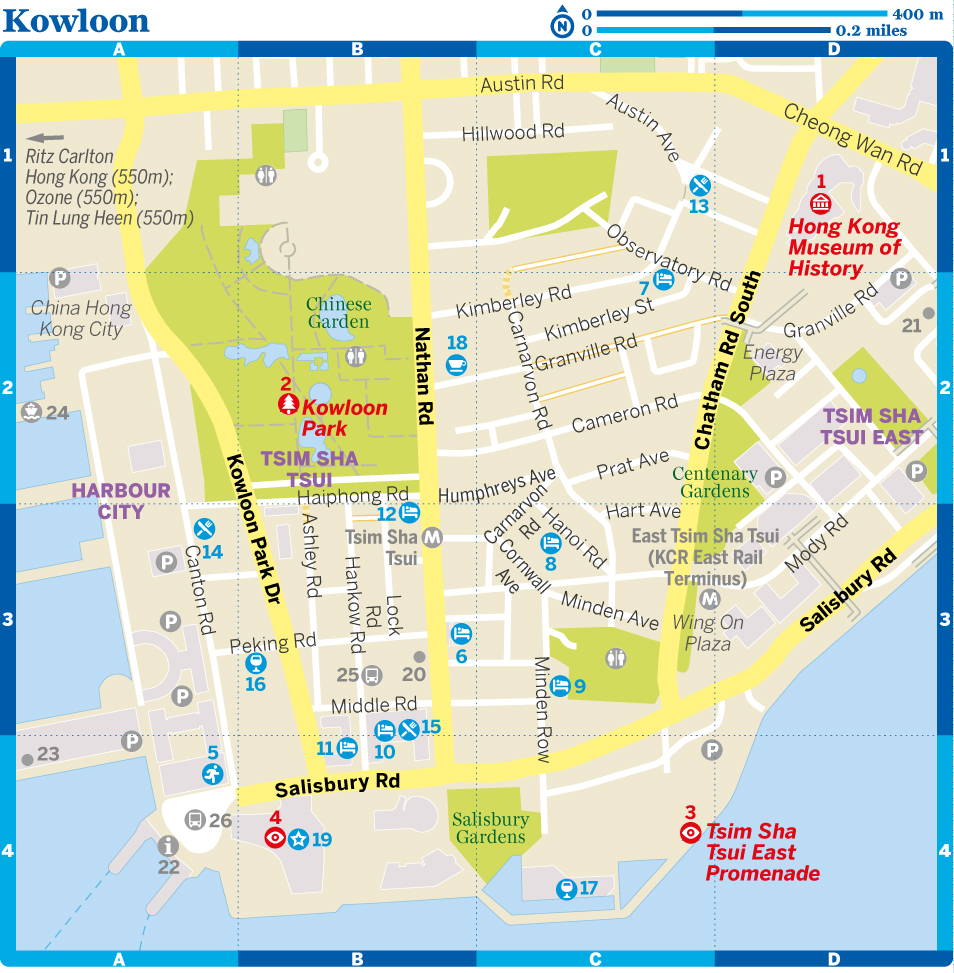 Kowloon
0
400 m
N
0
0.2 miles
A
B
C
D
Austin Rd
Hillwood Rd
Austin Ave
Cheong Wan Rd
1
1
Ritz Carlton
Hong Kong (550m);
Ozone (550m);
Tin Lung Heen (550m)
13
1
Hong Kong
Museum of
History
Observatory Rd
7
P
P
China Hong
Kong City
Chinese
Garden
Kimberley Rd
Kimberley St
Granville Rd
Carnarvon Rd
Nathan Rd
18
Chatham Rd South
Granville Rd
21
Energy
Plaza
2
2
2
Kowloon
Park
24
Cameron Rd
TSIM SHA
TSUI EAST
TSIM SHA
TSUI
Prat Ave
Centenary
Gardens
P
P
HARBOUR
CITY
Kowloon Park Dr
Haiphong Rd
Humphreys Ave
Carnarvon
Rd
Hart Ave
12
14
Ashley Rd
Tsim Sha
Tsui
M
Hanoi Rd
8
East Tsim Sha Tsui
(KCR East Rail
Terminus)
M
Mody Rd
Salisbury Rd
P
Canton Rd
Hankow Rd
Lock
Rd
Cornwall
Ave
Minden Ave
Wing On
Plaza
3
3
P
Peking Rd
16
6
25
20
9
Minden Row
P
Middle Rd
P
11
10
15
P
23
5
Salisbury Rd
26
4
19
Salisbury
Gardens
3
Tsim Sha
Tsui East
Promenade
4
4
i
22
17
A
B
C
D